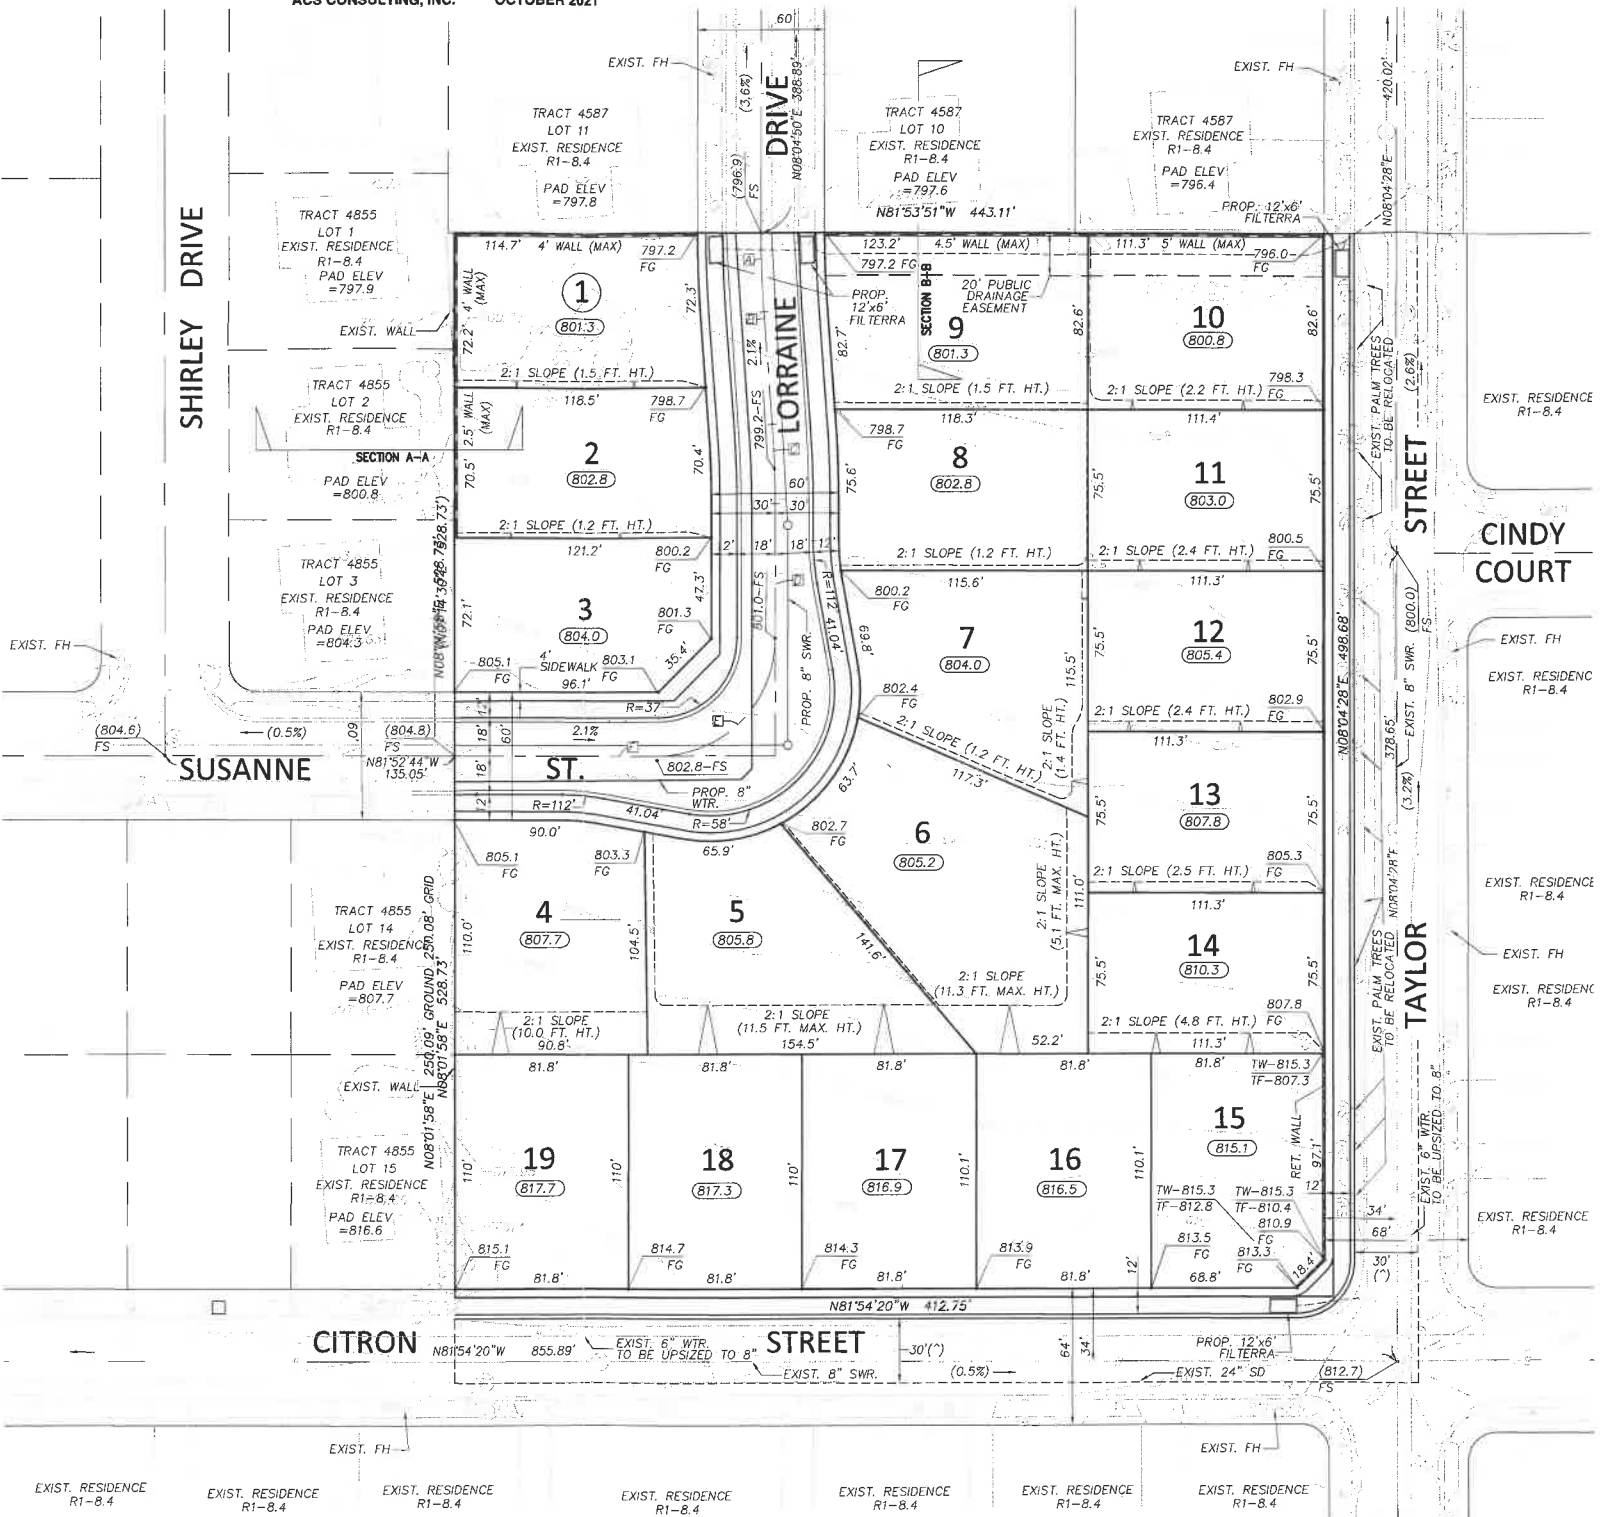 ACS CONSULTING, INC. OCTOBER 2021
60'
EXIST. FH
(3.6%)
DRIVE
N08°04'50"E 388.89'
(796.9)
FS
EXIST. FH
420.02'
N08°04'28"E
TRACT 4587
LOT 11
EXIST. RESIDENCE
R1-8.4
PAD ELEV
=797.8
TRACT 4587
LOT 10
EXIST. RESIDENCE
R1-8.4
PAD ELEV
=797.6
N81°53'51"W 443.11'
TRACT 4587
EXIST. RESIDENCE
R1-8.4
PAD ELEV
=796.4
PROP. 12'x6'
FILTERRA
SHIRLEY DRIVE
TRACT 4855
LOT 1
EXIST. RESIDENCE
R1-8.4
PAD ELEV
=797.9
EXIST. WALL
TRACT 4855
LOT 2
EXIST. RESIDENCE
R1-8.4
SECTION A-A
PAD ELEV
=800.8
TRACT 4855
LOT 3
EXIST. RESIDENCE
R1-8.4
PAD ELEV
=804.3
EXIST. FH
114.7' 4' WALL (MAX)
797.2
FG
4' WALL
(MAX)
72.2'
72.3'
1
801.3
2:1 SLOPE (1.5 FT. HT.)
118.5'
798.7
FG
2.5' WALL
(MAX)
70.5'
70.4'
2
802.8
2:1 SLOPE (1.2 FT. HT.)
121.2'
800.2
FG
72.1'
47.3'
3
804.0
801.3
FG
35.4'
805.1
FG
4'
SIDEWALK
803.1
FG
96.1'
LORRAINE
2.1%
799.2-FS
PROP.
12'x6'
FILTERRA
60'
30' 30'
2' 18' 18' 12'
801.0-FS
R=112'
41.04'
PROP. 8" SWR.
123.2' 4.5' WALL (MAX)
797.2 FG
SECTION B-B
20' PUBLIC
DRAINAGE
EASEMENT
82.7'
82.6'
9
801.3
2:1 SLOPE (1.5 FT. HT.)
118.3'
798.7
FG
8
802.8
75.6'
75.5'
2:1 SLOPE (1.2 FT. HT.)
115.6'
800.2
FG
7
804.0
69.8'
115.5'
802.4
FG
2:1 SLOPE (1.2 FT. HT.)
117.3'
2:1 SLOPE
(1.4 FT. HT.)
111.3' 5' WALL (MAX)
796.0
FG
10
800.8
82.6'
2:1 SLOPE (2.2 FT. HT.)
798.3
FG
111.4'
11
803.0
75.5'
2:1 SLOPE (2.4 FT. HT.)
800.5
FG
111.3'
12
805.4
75.5'
75.5'
2:1 SLOPE (2.4 FT. HT.)
802.9
FG
111.3'
13
807.8
75.5'
75.5'
2:1 SLOPE (2.5 FT. HT.)
805.3
FG
111.3'
14
810.3
75.5'
75.5'
807.8
FG
2:1 SLOPE (4.8 FT. HT.)
111.3'
EXIST. PALM TREES
TO BE RELOCATED
(2.6%)
STREET
CINDY
COURT
EXIST. RESIDENCE
R1-8.4
EXIST. FH
EXIST. RESIDENC
R1-8.4
EXIST. 8" SWR.
(800.0)
FS
N08°04'28"E 498.68'
378.65'
(3.2%)
N08°04'28"E
EXIST. PALM TREES
TO BE RELOCATED
TAYLOR
EXIST. RESIDENCE
R1-8.4
EXIST. FH
EXIST. RESIDENC
R1-8.4
(804.6)
FS
(0.5%)
60'
(804.8)
FS
N81°52'44"W
135.05'
SUSANNE
ST.
12'
18'
60'
18'
12'
2.1%
R=37'
802.8-FS
PROP. 8"
WTR.
R=112'
41.04'
R=58'
90.0'
65.9'
63.7'
802.7
FG
805.1
FG
803.3
FG
4
807.7
110.0'
104.5'
2:1 SLOPE
(10.0 FT. HT.)
90.8'
5
805.8
141.6'
2:1 SLOPE
(11.5 FT. MAX. HT.)
154.5'
6
805.2
2:1 SLOPE
(5.1 FT. MAX. HT.)
111.0'
2:1 SLOPE
(11.3 FT. MAX. HT.)
52.2'
TRACT 4855
LOT 14
EXIST. RESIDENCE
R1-8.4
PAD ELEV
=807.7
EXIST. WALL
N08°01'58"E 250.09' GROUND 250.08' GRID
N08°01'58"E 528.73'
TRACT 4855
LOT 15
EXIST. RESIDENCE
R1-8.4
PAD ELEV
=816.6
81.8'
19
817.7
110'
110'
815.1
FG
81.8'
81.8'
18
817.3
110'
814.7
FG
81.8'
81.8'
17
816.9
110.1'
814.3
FG
81.8'
81.8'
16
816.5
110.1'
813.9
FG
81.8'
81.8'
TW-815.3
TF-807.3
15
815.1
RET. WALL
97.1'
TW-815.3
TF-812.8
TW-815.3
TF-810.4
810.9
FG
813.5
FG
813.3
FG
68.8'
18.4'
12'
12'
34'
68'
30'
(^)
EXIST. 6" WTR.
TO BE UPSIZED TO 8"
EXIST. RESIDENCE
R1-8.4
N81°54'20"W 412.75'
CITRON STREET
N81°54'20"W 855.89'
EXIST. 6" WTR.
TO BE UPSIZED TO 8"
EXIST. 8" SWR.
30'(^)
(0.5%)
64'
34'
PROP. 12'x6'
FILTERRA
EXIST. 24" SD
(812.7)
FS
EXIST. FH
EXIST. FH
EXIST. RESIDENCE
R1-8.4
EXIST. RESIDENCE
R1-8.4
EXIST. RESIDENCE
R1-8.4
EXIST. RESIDENCE
R1-8.4
EXIST. RESIDENCE
R1-8.4
EXIST. RESIDENCE
R1-8.4
EXIST. RESIDENCE
R1-8.4